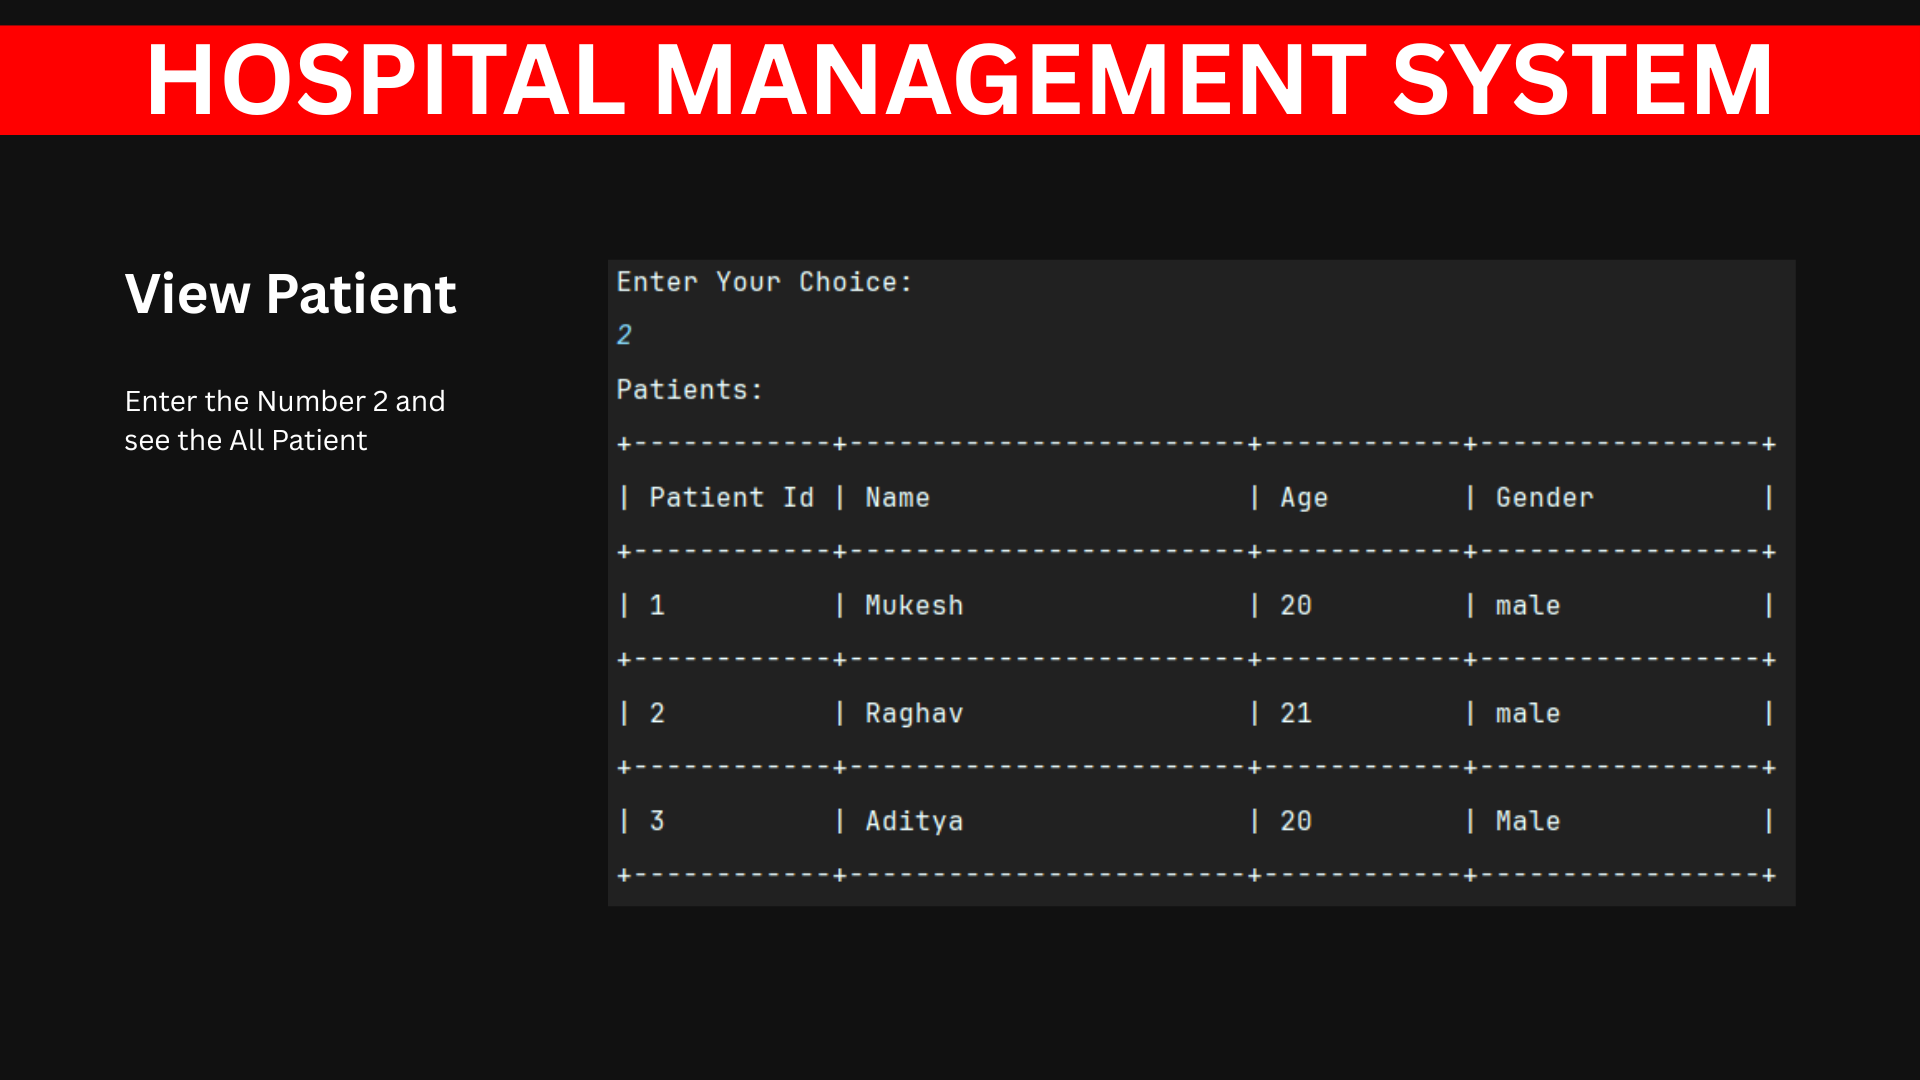 HOSPITAL MANAGEMENT SYSTEM
View Patient
Enter the Number 2 and
see the All Patient
Enter Your Choice:
2
Patients:
+------------+------------------------+------------+-----------------+
| Patient Id | Name                   | Age        | Gender          |
+------------+------------------------+------------+-----------------+
| 1          | Mukesh                 | 20         | male            |
+------------+------------------------+------------+-----------------+
| 2          | Raghav                 | 21         | male            |
+------------+------------------------+------------+-----------------+
| 3          | Aditya                 | 20         | Male            |
+------------+------------------------+------------+-----------------+